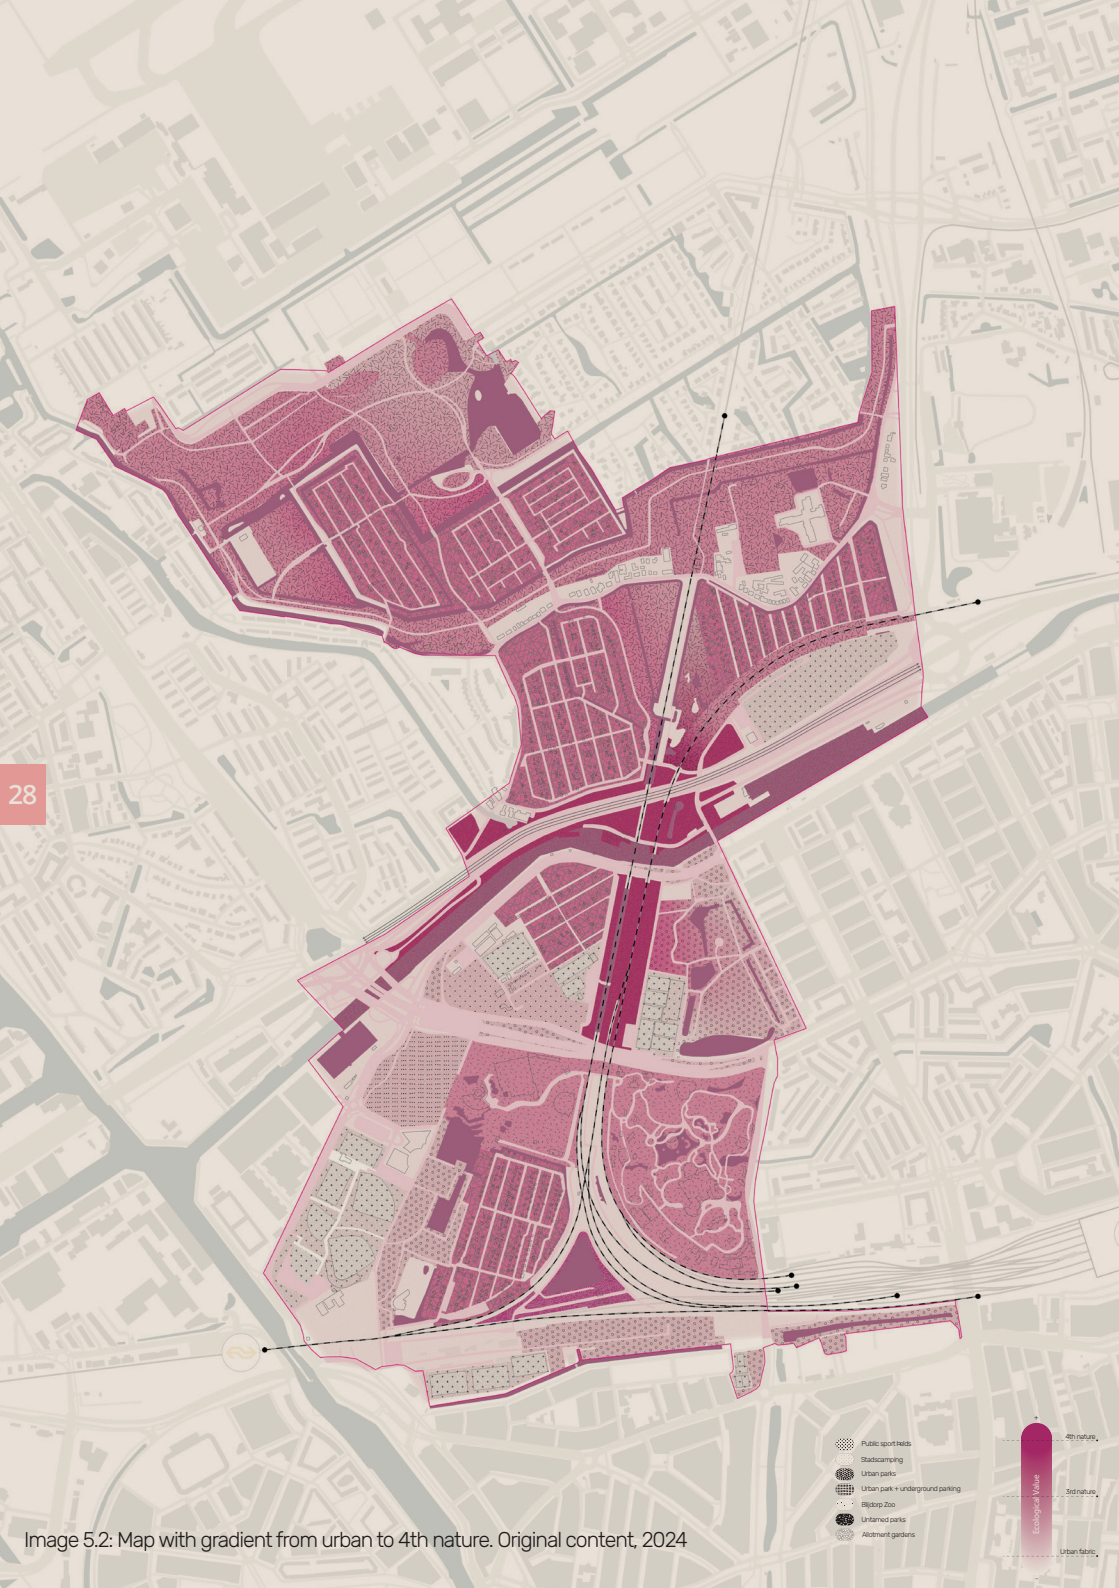 28
Public sport fields
Stadscamping
Urban parks
Urban park + underground parking
Blijdorp Zoo
Untamed parks
Allotment gardens
+
4th nature
3rd nature
Ecological Value
Urban fabric
-
Image 5.2: Map with gradient from urban to 4th nature. Original content, 2024